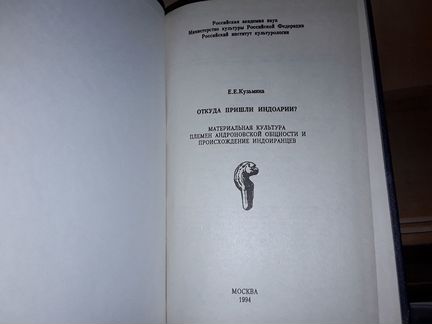 Российская академия наук
Министерство культуры Российской Федерации
Российский институт культурологии
Е.Е.Кузьмина
ОТКУДА ПРИШЛИ ИНДОАРИИ?
МАТЕРИАЛЬНАЯ КУЛЬТУРА
ПЛЕМЕН АНДРОНОВСКОЙ ОБЩНОСТИ И
ПРОИСХОЖДЕНИЕ ИНДОИРАНЦЕВ
МОСКВА
1994